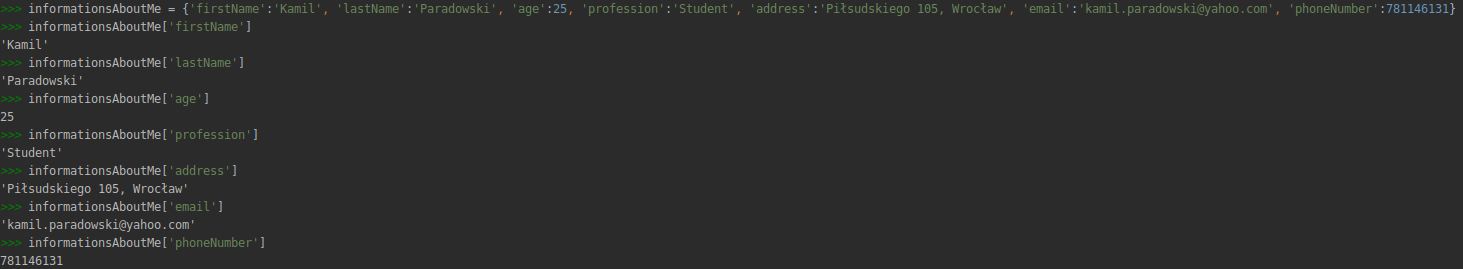 >>> informationsAboutMe = {'firstName':'Kamil', 'lastName':'Paradowski', 'age':25, 'profession':'Student', 'address':'Piłsudskiego 105, Wrocław', 'email':'kamil.paradowski@yahoo.com', 'phoneNumber':781146131}
>>> informationsAboutMe['firstName']
'Kamil'
>>> informationsAboutMe['lastName']
'Paradowski'
>>> informationsAboutMe['age']
25
>>> informationsAboutMe['profession']
'Student'
>>> informationsAboutMe['address']
'Piłsudskiego 105, Wrocław'
>>> informationsAboutMe['email']
'kamil.paradowski@yahoo.com'
>>> informationsAboutMe['phoneNumber']
781146131